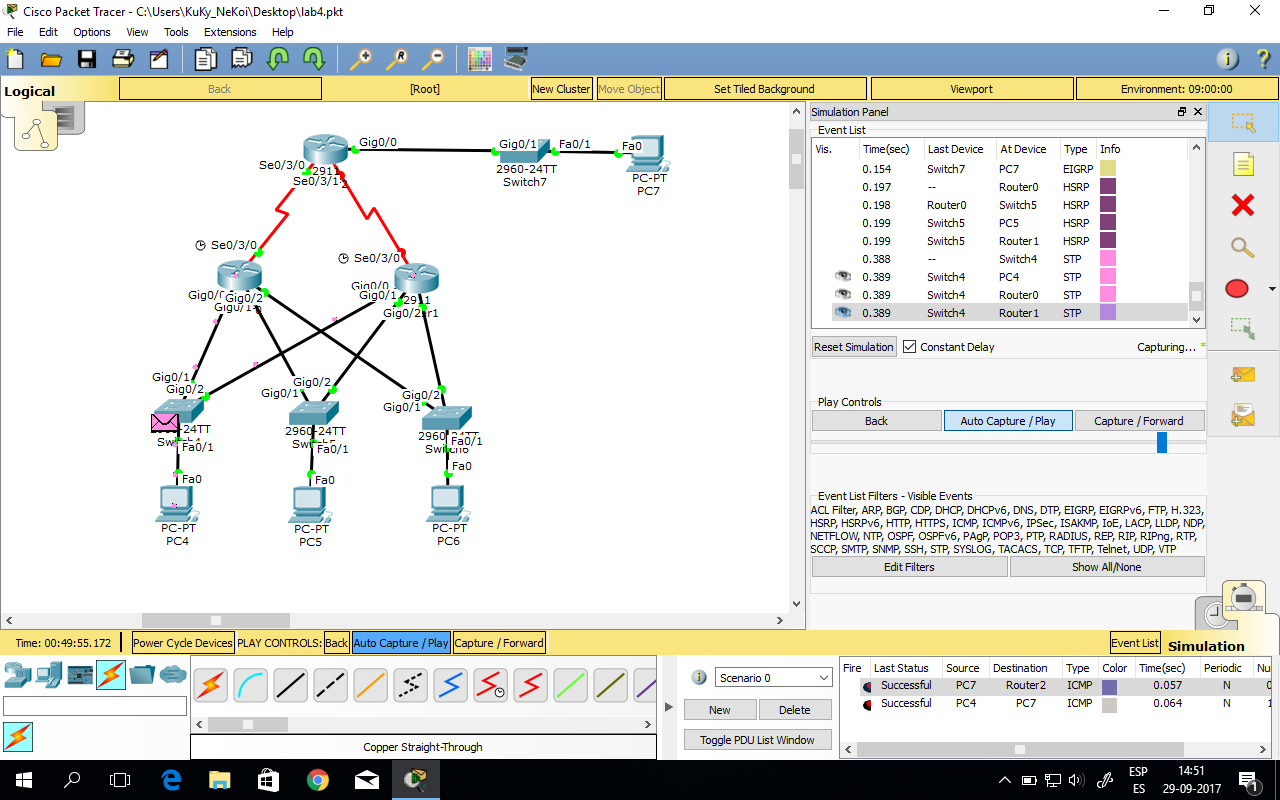 Cisco Packet Tracer - C:\Users\KuKy_NeKoi\Desktop\lab4.pkt
File Edit Options View Tools Extensions Help
Logical Back [Root] New Cluster Move Object Set Tiled Background Viewport Environment: 09:00:00
Gig0/0
Se0/3/0
2911
Se0/3/1
Gig0/1 Fa0/1 Fa0
2960-24TT
Switch7
PC-PT
PC7
Se0/3/0
Se0/3/0
Gig0/0
Gig0/2
Gig0/1
Gig0/1
2911
Gig0/2
Gig0/1
Gig0/2
Gig0/2
Gig0/1
Gig0/2
Gig0/1
24TT
2960-24TT
Fa0/1
Fa0/1
Fa0/1
Fa0
Fa0
Fa0
PC-PT
PC4
PC-PT
PC5
PC-PT
PC6
Simulation Panel
Event List
Vis. Time(sec) Last Device At Device Type Info
0.154 Switch7 PC7 EIGRP
0.197 -- Router0 HSRP
0.198 Router0 Switch5 HSRP
0.199 Switch5 PC5 HSRP
0.199 Switch5 Router1 HSRP
0.388 -- Switch4 STP
0.389 Switch4 PC4 STP
0.389 Switch4 Router0 STP
0.389 Switch4 Router1 STP
Reset Simulation Constant Delay Capturing... *
Play Controls
Back Auto Capture / Play Capture / Forward
Event List Filters - Visible Events
ACL Filter, ARP, BGP, CDP, DHCP, DHCPv6, DNS, DTP, EIGRP, EIGRPv6, FTP, H.323,
HSRP, HSRPv6, HTTP, HTTPS, ICMP, ICMPv6, IPSec, ISAKMP, IoE, LACP, LLDP, NDP,
NETFLOW, NTP, OSPF, OSPFv6, PAgP, POP3, PTP, RADIUS, REP, RIP, RIPng, RTP,
SCCP, SMTP, SNMP, SSH, STP, SYSLOG, TACACS, TCP, TFTP, Telnet, UDP, VTP
Edit Filters Show All/None
Time: 00:49:55.172 Power Cycle Devices PLAY CONTROLS: Back Auto Capture / Play Capture / Forward Event List Simulation
Scenario 0
New Delete
Toggle PDU List Window
Copper Straight-Through
Fire Last Status Source Destination Type Color Time(sec) Periodic Nu
Successful PC7 Router2 ICMP 0.057 N 0
Successful PC4 PC7 ICMP 0.064 N 1
ESP
ES
14:51
29-09-2017
1